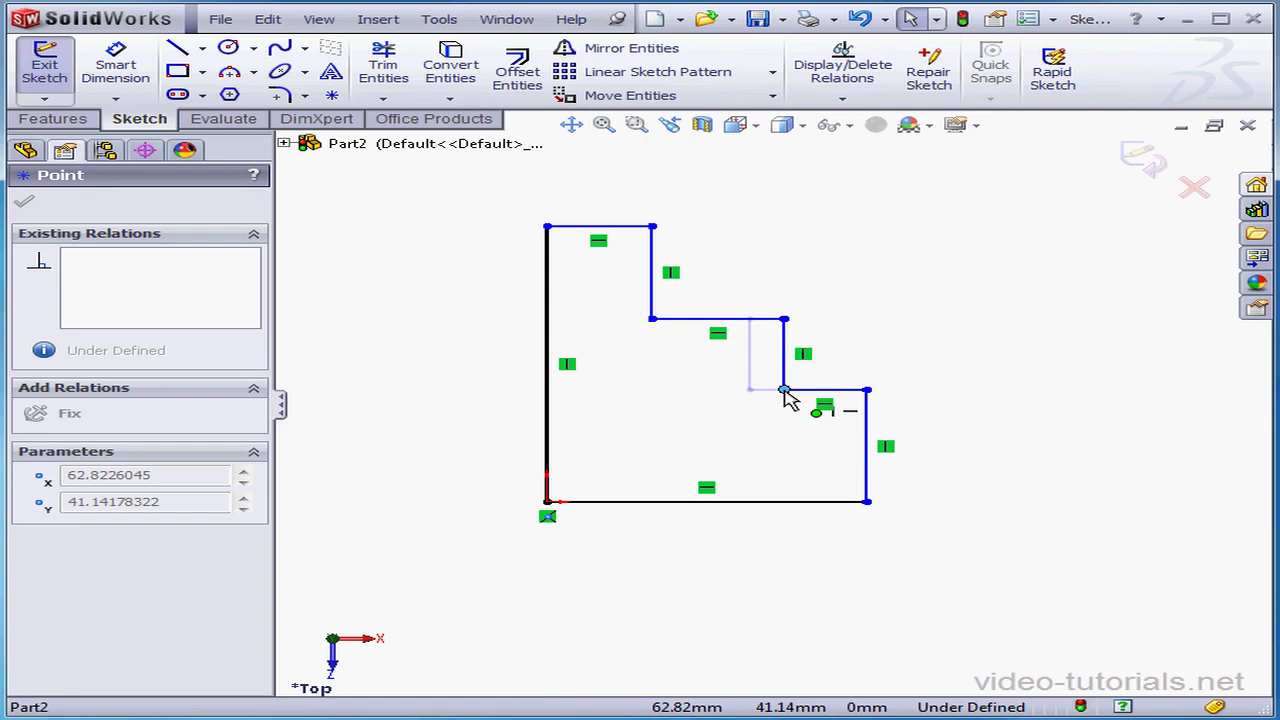 SolidWorks File Edit View Insert Tools Window Help Ske... ?
Exit Sketch
Smart Dimension
Trim Entities
Convert Entities
Offset Entities
Mirror Entities
Linear Sketch Pattern
Move Entities
Display/Delete Relations
Repair Sketch
Quick Snaps
Rapid Sketch
Features Sketch Evaluate DimXpert Office Products
Part2 (Default<<Default>_...
Point ?
Existing Relations
Under Defined
Add Relations
Fix
Parameters
X 62.8226045
Y 41.14178322
X
Z
*Top
video-tutorials.net
Part2 62.82mm 41.14mm 0mm Under Defined ?